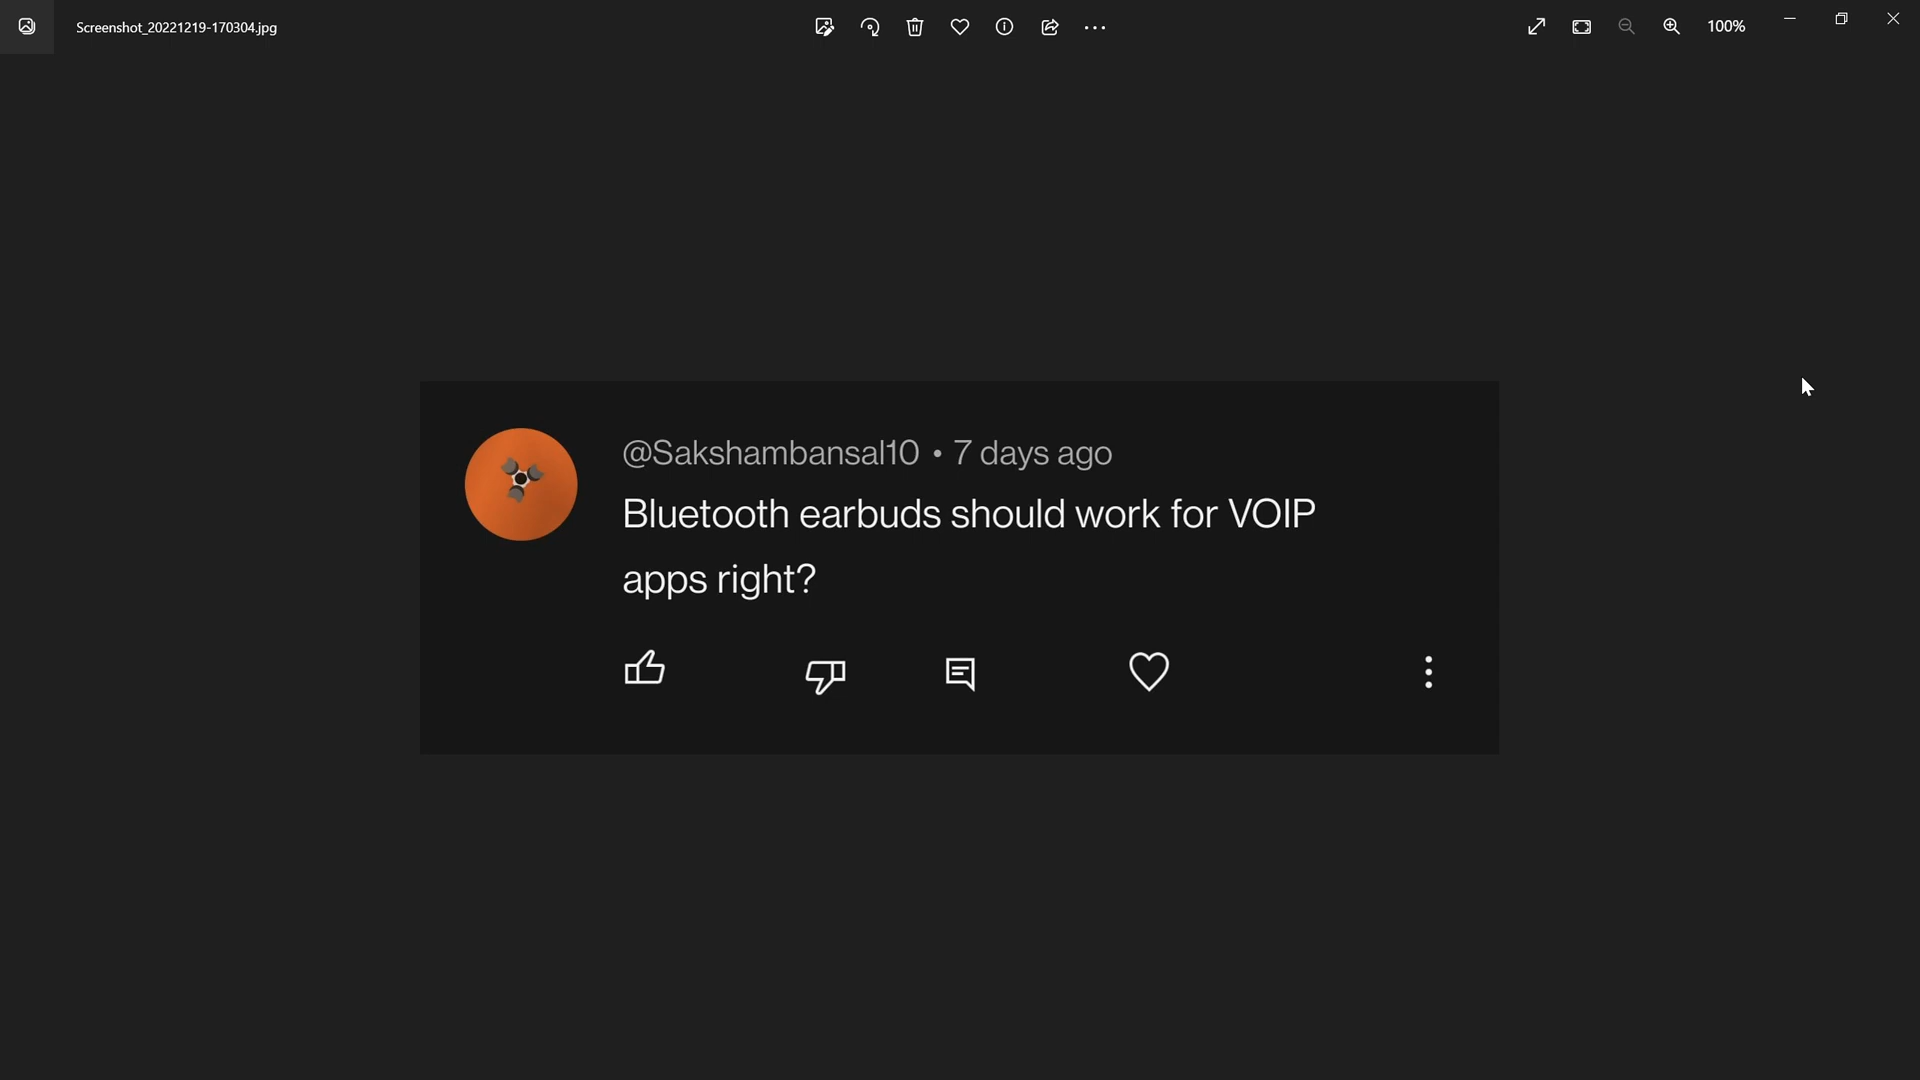 Screenshot_20221219-170304.jpg
100%
@Sakshambansal10 • 7 days ago
Bluetooth earbuds should work for VOIP
apps right?